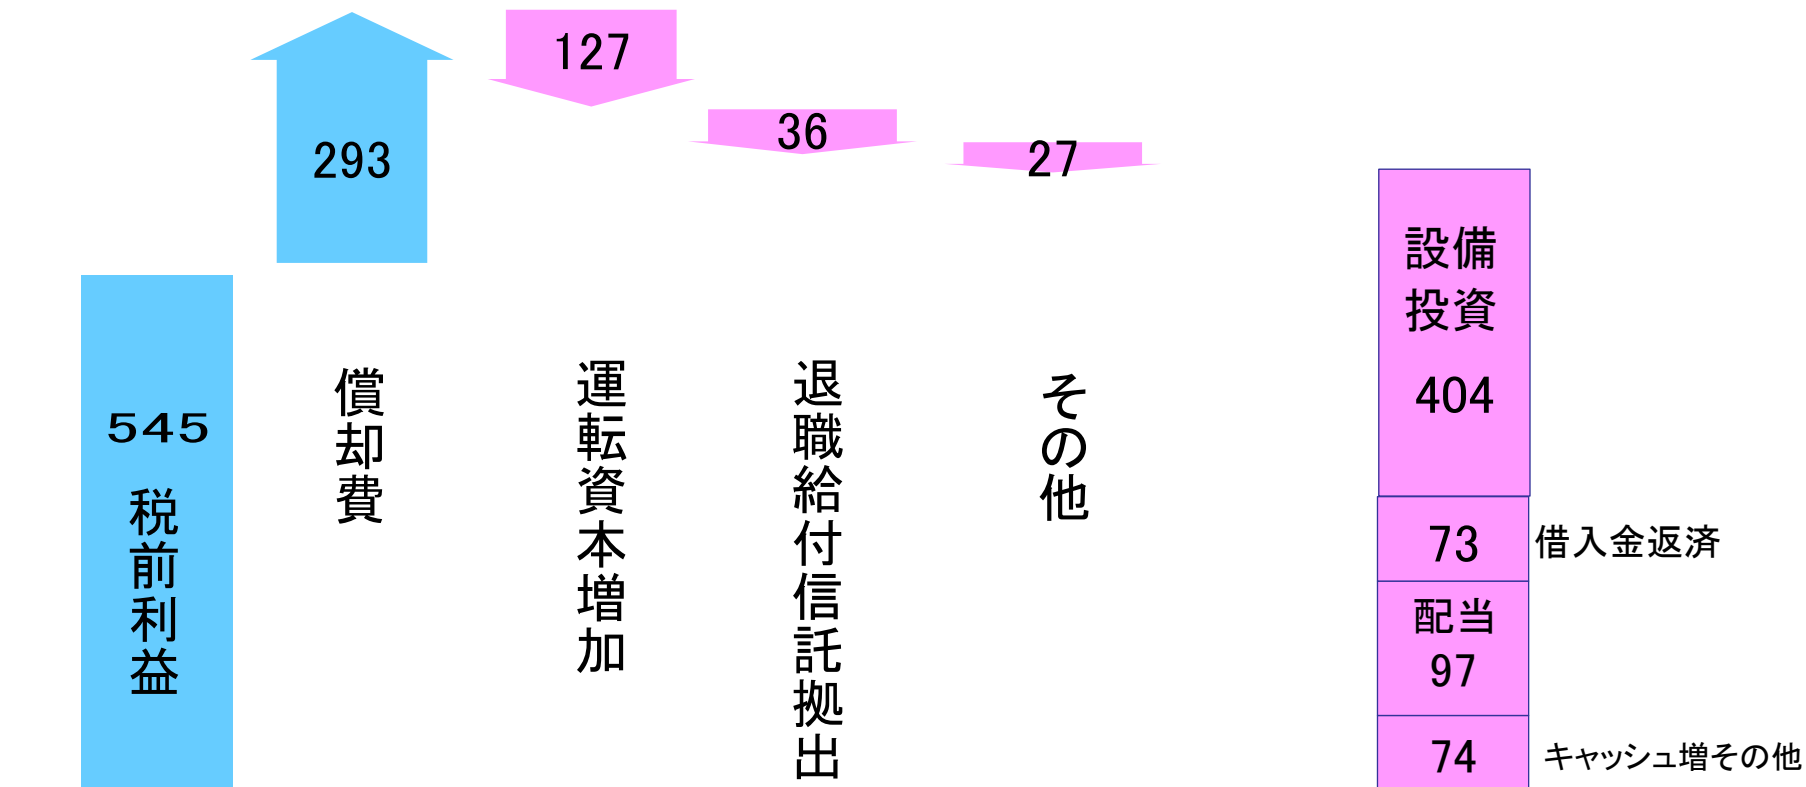 545
税前利益
293
償却費
127
運転資本増加
36
退職給付信託拠出
27
その他
設備
投資
404
73
借入金返済
配当
97
74
キャッシュ増その他